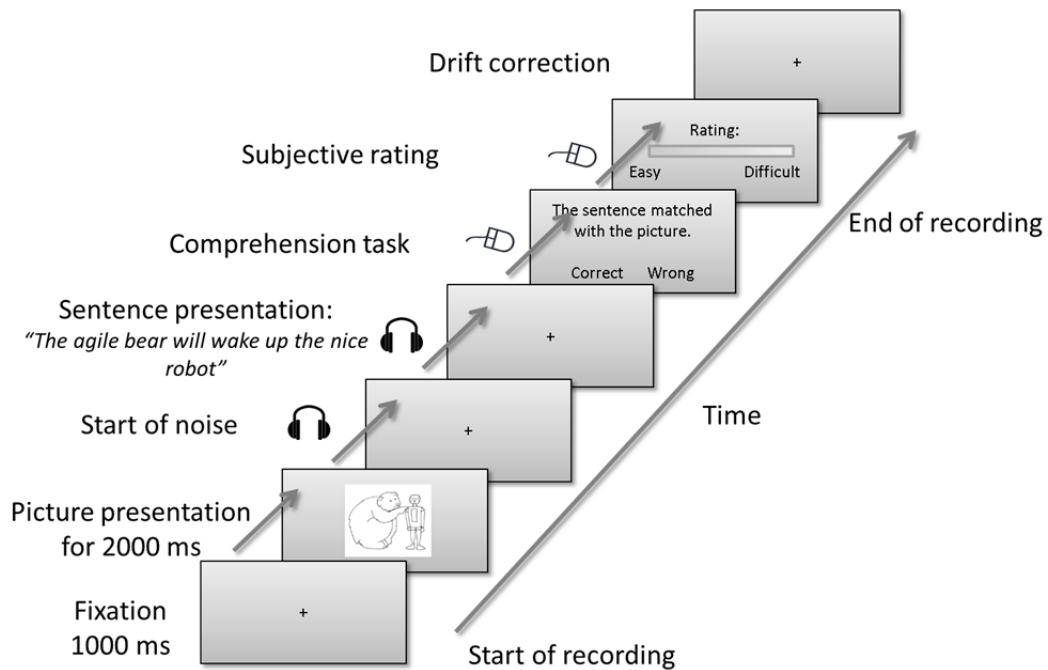 Drift correction
+
Rating:
Easy Difficult
Subjective rating
The sentence matched
with the picture.
Correct Wrong
End of recording
Comprehension task
Sentence presentation:
“The agile bear will wake up the nice
robot”
+
Time
Start of noise
+
Picture presentation
for 2000 ms
Fixation
1000 ms
+
Start of recording